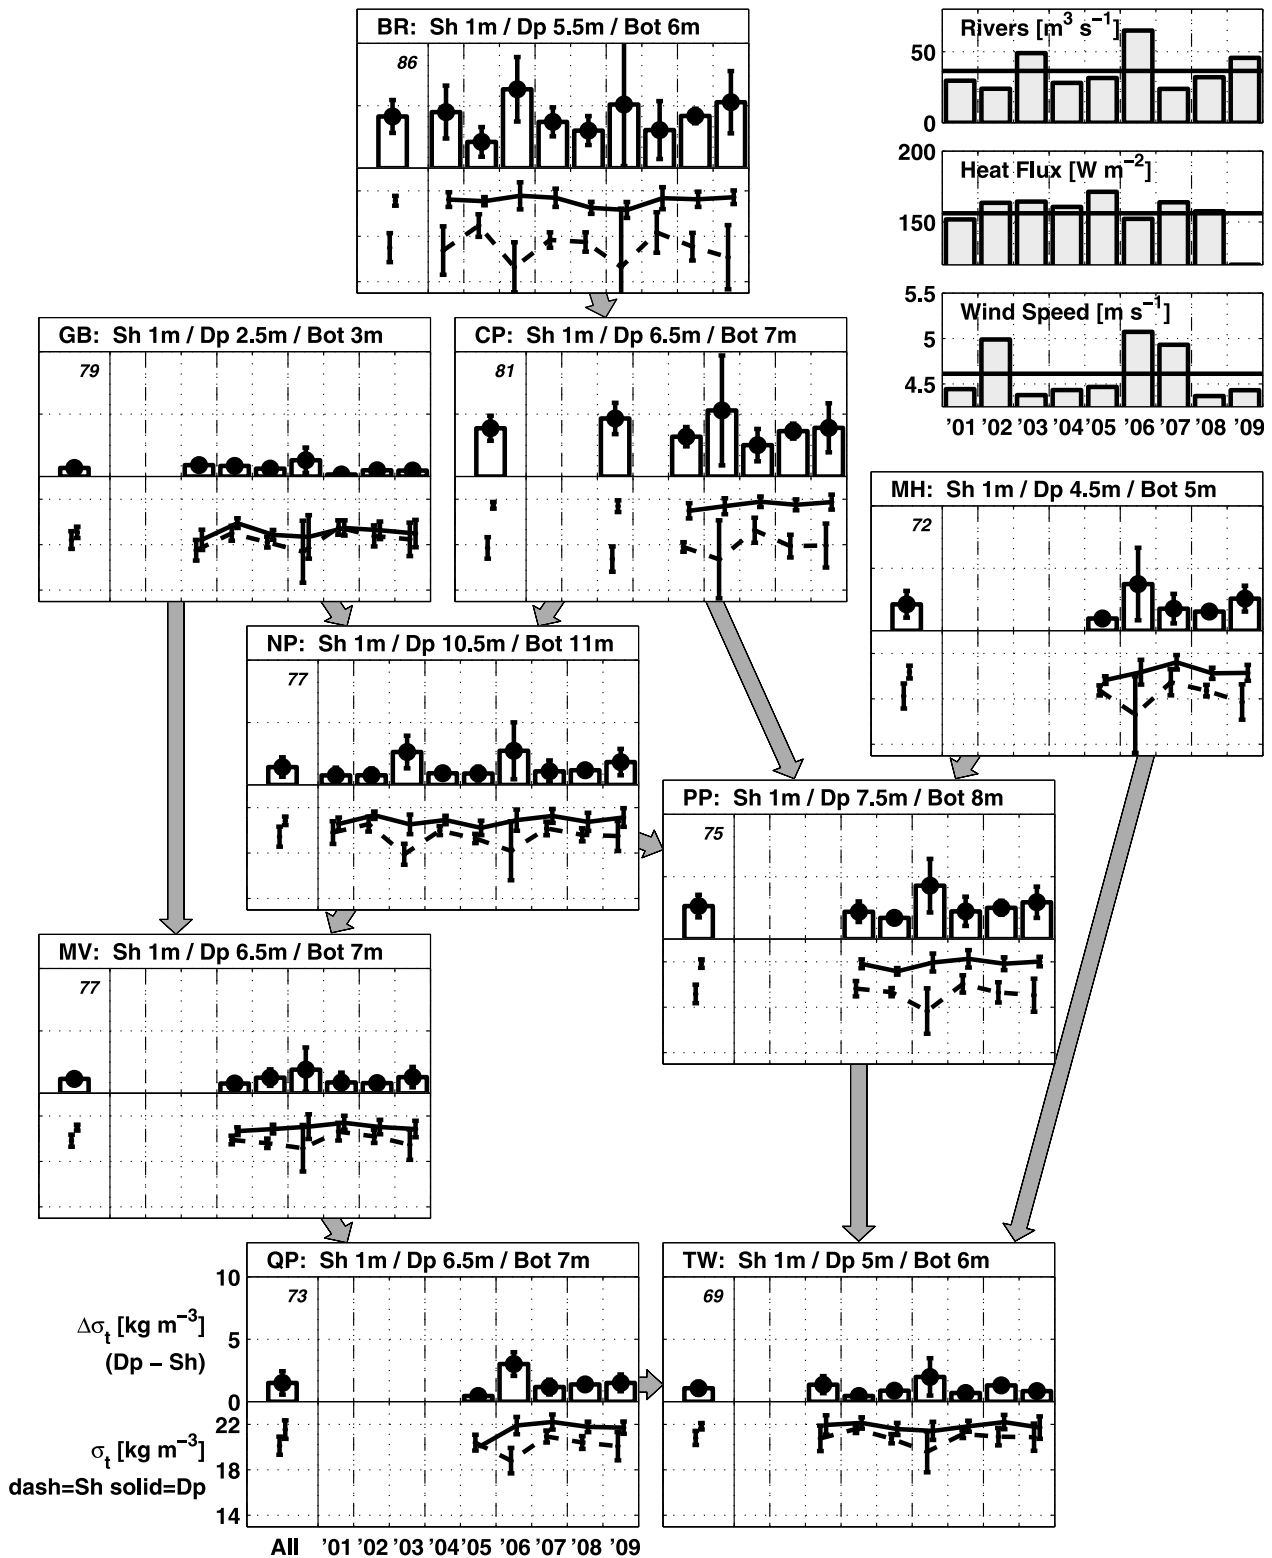 BR: Sh 1m / Dp 5.5m / Bot 6m
86
Rivers [m³ s⁻¹]
50
0
200
Heat Flux [W m⁻²]
150
5.5
Wind Speed [m s⁻¹]
5
4.5
'01 '02 '03 '04 '05 '06 '07 '08 '09
GB: Sh 1m / Dp 2.5m / Bot 3m
79
CP: Sh 1m / Dp 6.5m / Bot 7m
81
MH: Sh 1m / Dp 4.5m / Bot 5m
72
NP: Sh 1m / Dp 10.5m / Bot 11m
77
PP: Sh 1m / Dp 7.5m / Bot 8m
75
MV: Sh 1m / Dp 6.5m / Bot 7m
77
QP: Sh 1m / Dp 6.5m / Bot 7m
73
TW: Sh 1m / Dp 5m / Bot 6m
69
10
Δσt [kg m⁻³]
5
(Dp – Sh)
0
22
σt [kg m⁻³]
18
dash=Sh solid=Dp
14
All '01 '02 '03 '04 '05 '06 '07 '08 '09